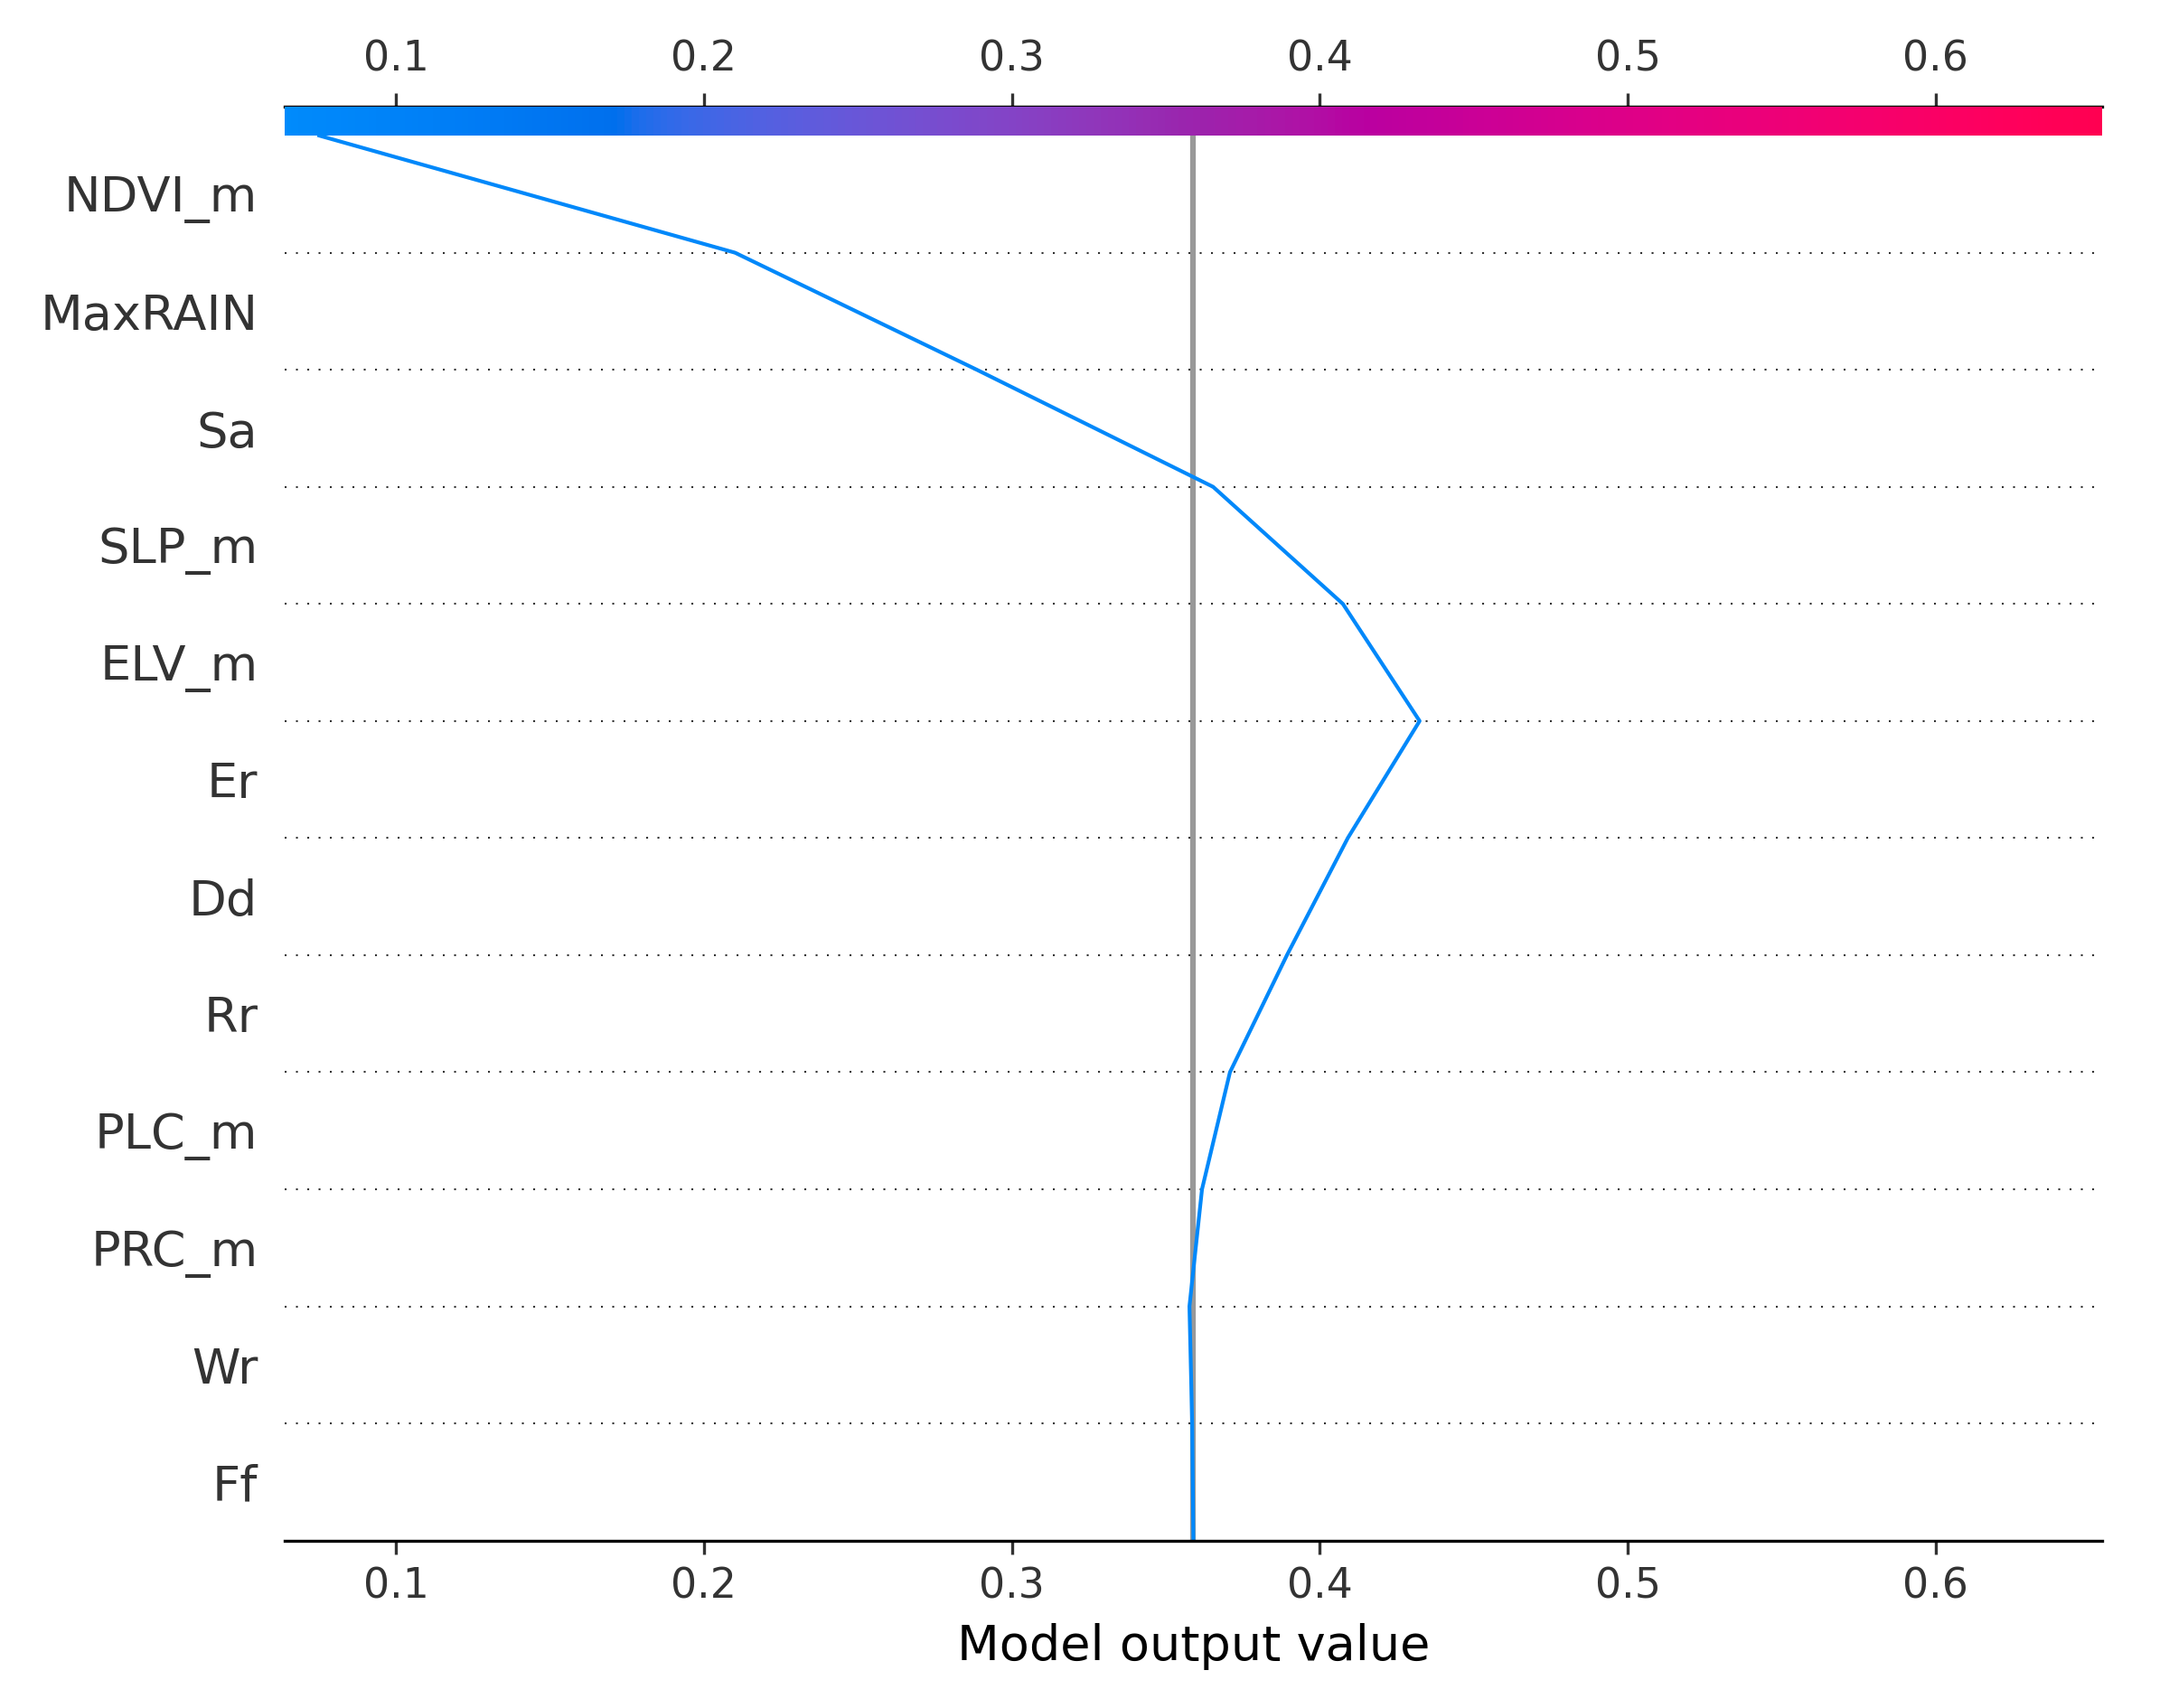 0.1 0.2 0.3 0.4 0.5 0.6
NDVI_m
MaxRAIN
Sa
SLP_m
ELV_m
Er
Dd
Rr
PLC_m
PRC_m
Wr
Ff
0.1 0.2 0.3 0.4 0.5 0.6
Model output value